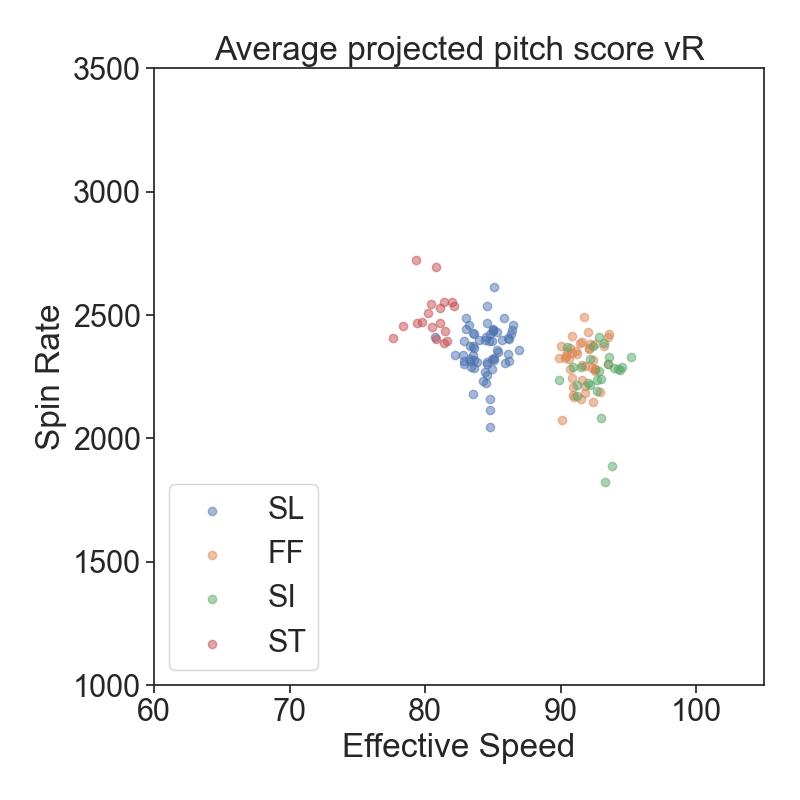 Average projected pitch score vR
3500
3000
2500
2000
1500
1000
Spin Rate
SL
FF
SI
ST
60 70 80 90 100
Effective Speed